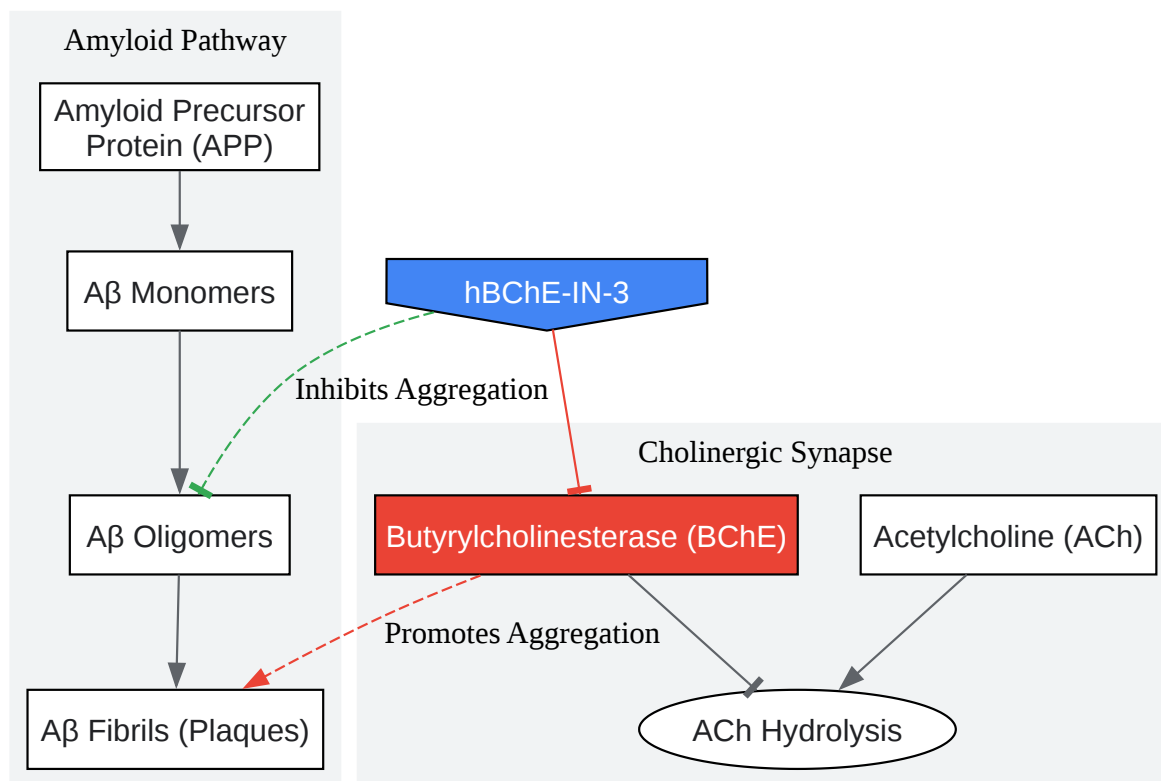 Amyloid Pathway
Amyloid Precursor
Protein (APP)
Aβ Monomers
hBChE-IN-3
Inhibits Aggregation
Cholinergic Synapse
Aβ Oligomers
Butyrylcholinesterase (BChE)
Acetylcholine (ACh)
Promotes Aggregation
Aβ Fibrils (Plaques)
ACh Hydrolysis